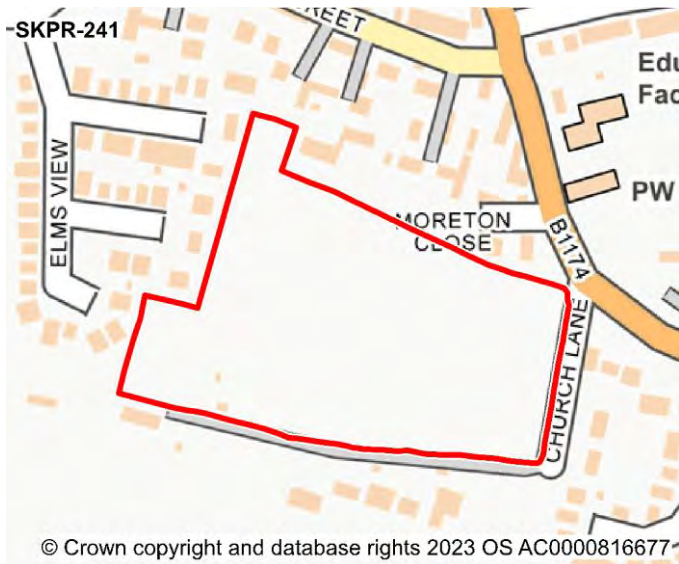 -SKPR-241
STREET
Edu
Fac
PW
ELMS VIEW
MORETON
CLOSE
B1174
CHURCH LANE
© Crown copyright and database rights 2023 OS AC0000816677